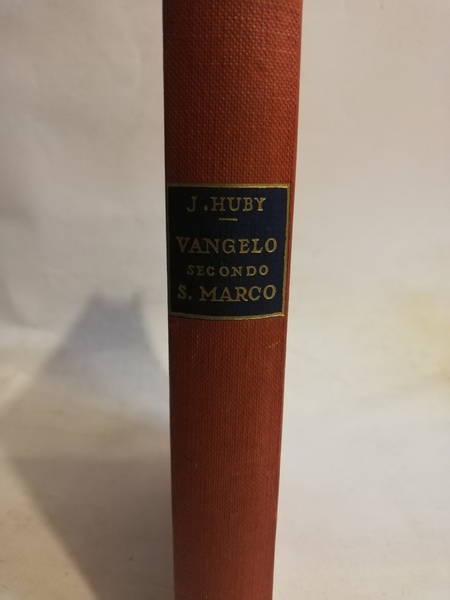 J. HUBY
VANGELO
SECONDO
S. MARCO